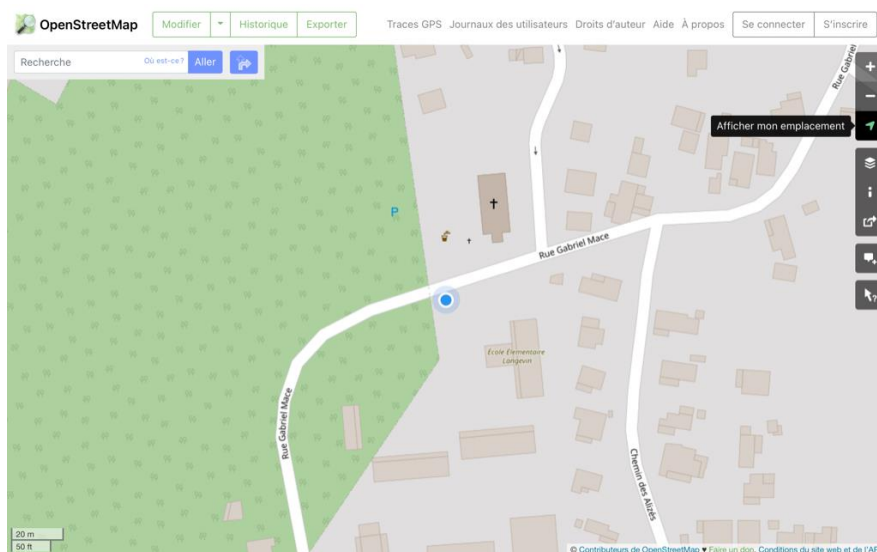 OpenStreetMap Modifier Historique Exporter Traces GPS Journaux des utilisateurs Droits d'auteur Aide À propos Se connecter S'inscrire
Recherche Où est-ce? Aller
Rue Gabriel
Afficher mon emplacement
P
Rue Gabriel Mace
École Élémentaire
Langevin
Rue Gabriel Mace
Chemin des Alizés
20 m
50 ft
© Contributeurs de OpenStreetMap ♥ Faire un don. Conditions du site web et de l'AP